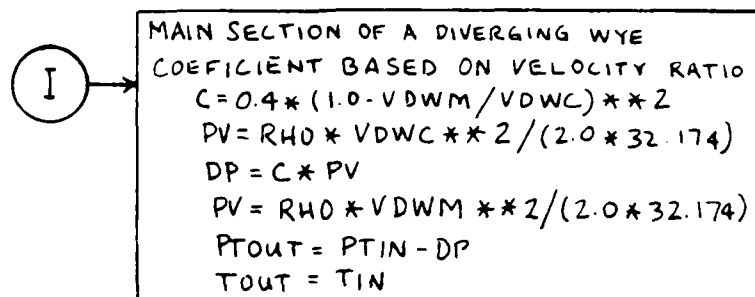 I
MAIN SECTION OF A DIVERGING WYE
COEFICIENT BASED ON VELOCITY RATIO
C=0.4*(1.0-VDWM/VDWC)**2
PV=RHO*VDWC**2/(2.0*32.174)
DP=C*PV
PV=RHO*VDWM**2/(2.0*32.174)
PTOUT=PTIN-DP
TOUT=TIN